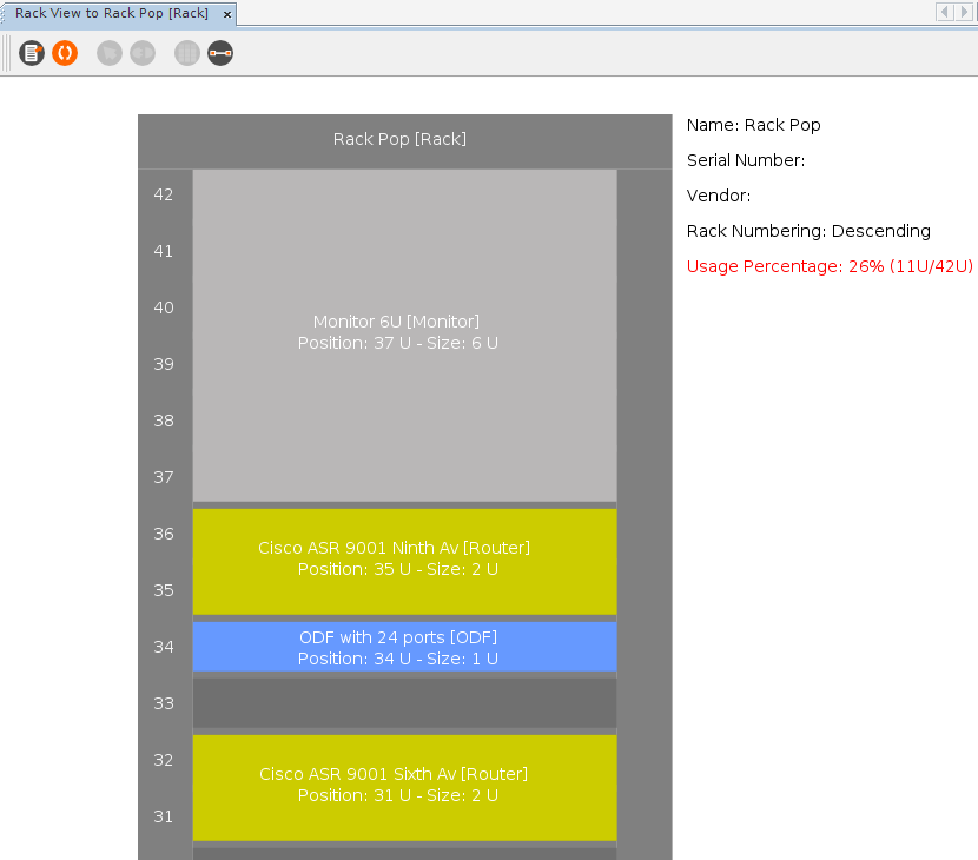 Rack View to Rack Pop [Rack] x
Rack Pop [Rack]
Name: Rack Pop
Serial Number:
Vendor:
Rack Numbering: Descending
Usage Percentage: 26% (11U/42U)
42
41
40
Monitor 6U [Monitor]
Position: 37 U - Size: 6 U
39
38
37
36
Cisco ASR 9001 Ninth Av [Router]
Position: 35 U - Size: 2 U
35
34
ODF with 24 ports [ODF]
Position: 34 U - Size: 1 U
33
32
Cisco ASR 9001 Sixth Av [Router]
Position: 31 U - Size: 2 U
31